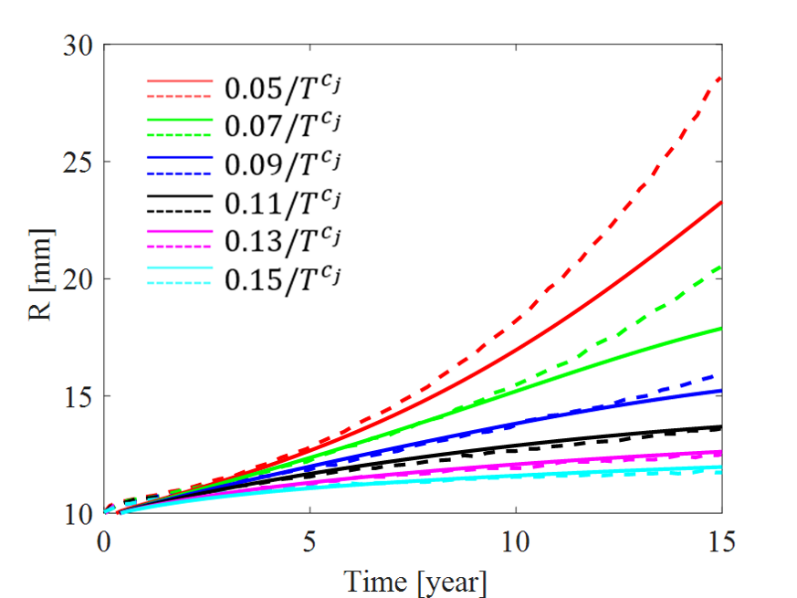 30
0.05/T^{c_j}
0.07/T^{c_j}
25
0.09/T^{c_j}
0.11/T^{c_j}
0.13/T^{c_j}
20
0.15/T^{c_j}
R [mm]
15
10
0 5 10 15
Time [year]